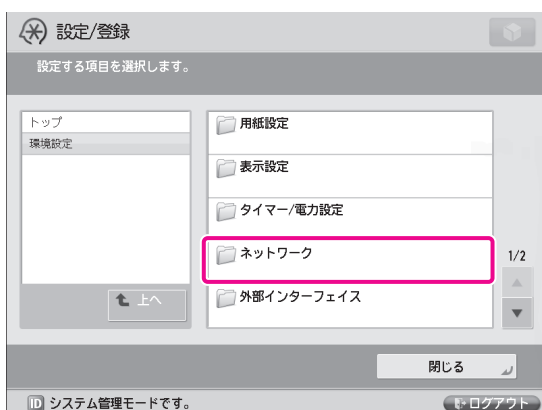 設定/登録
設定する項目を選択します。
トップ
環境設定
上へ
用紙設定
表示設定
タイマー/電力設定
ネットワーク
外部インターフェイス
1/2
閉じる
ID システム管理モードです。
ログアウト